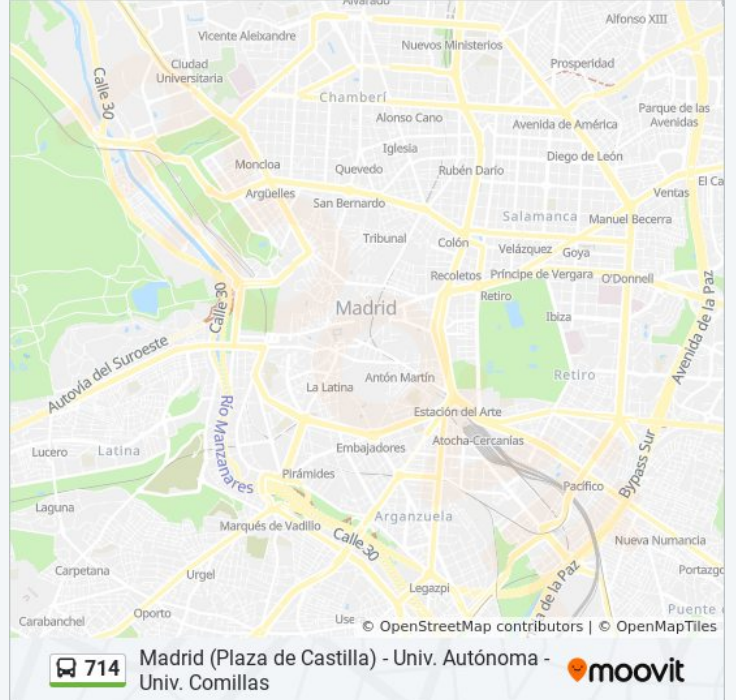 Alvarado
Alfonso XIII
Vicente Aleixandre
Nuevos Ministerios
Ciudad
Universitaria
Prosperidad
Calle 30
Chamberí
Parque de las
Avenidas
Alonso Cano
Avenida de América
Iglesia
Diego de León
Moncloa
Quevedo
Rubén Darío
El Ca
Argüelles
Ventas
San Bernardo
Salamanca
Manuel Becerra
Tribunal
Colón
Velázquez
Goya
Recoletos
Príncipe de Vergara
O'Donnell
Retiro
Calle 30
Madrid
Ibiza
Avenida de la Paz
Autovía del Suroeste
Retiro
Antón Martín
La Latina
Estación del Arte
Río Manzanares
Atocha-Cercanías
Embajadores
Lucero
Latina
Bypass Sur
Pirámides
Pacífico
Laguna
Arganzuela
Marqués de Vadillo
Calle 30
Nueva Numancia
Carpetana
Urgel
Portazgo
Legazpi
a de la Paz
Puente
Oporto
Carabanchel
Use
© OpenStreetMap contributors | © OpenMapTiles
714
Madrid (Plaza de Castilla) - Univ. Autónoma -
Univ. Comillas
moovit